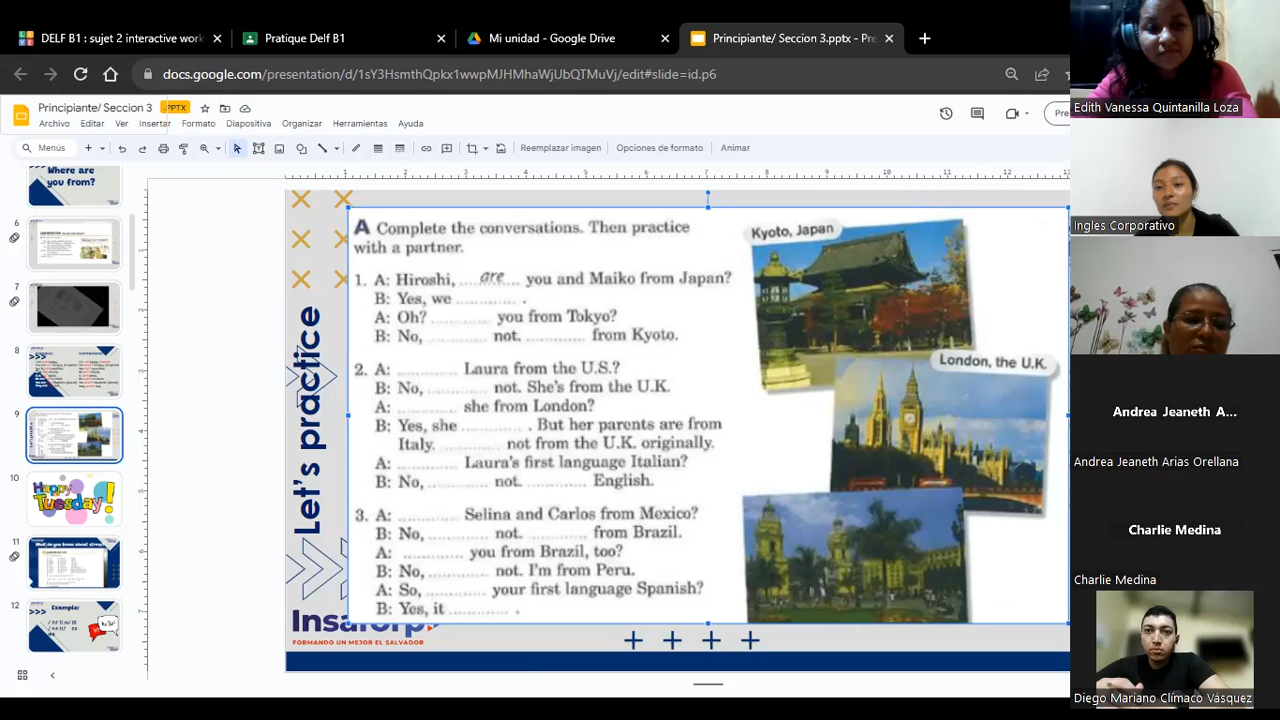 DELF B1 : sujet 2 interactive work
Pratique Delf B1
Mi unidad - Google Drive
Principiante/ Seccion 3.pptx - Pre
docs.google.com/presentation/d/1sY3HsmthQpkx1wwpMJHMhaWjUbQTMuVj/edit#slide=id.p6
Principiante/ Seccion 3 .PPTX
Archivo Editar Ver Insertar Formato Diapositiva Organizar Herramientas Ayuda
Menús
Reemplazar imagen Opciones de formato Animar
Where are
you from?
6
7
8
9
10
11
12
Happy
Tuesday!
Example:
Let's practice
A Complete the conversations. Then practice
with a partner.
1. A: Hiroshi, are you and Maiko from Japan?
B: Yes, we ............ .
A: Oh? ............ you from Tokyo?
B: No, ............ not. ............ from Kyoto.
2. A: ............ Laura from the U.S.?
B: No, ............ not. She's from the U.K.
A: ............ she from London?
B: Yes, she ............ . But her parents are from
Italy. ............ not from the U.K. originally.
A: ............ Laura's first language Italian?
B: No, ............ not. ............ English.
3. A: ............ Selina and Carlos from Mexico?
B: No, ............ not. ............ from Brazil.
A: ............ you from Brazil, too?
B: No, ............ not. I'm from Peru.
A: So, ............ your first language Spanish?
B: Yes, it ............ .
Kyoto, Japan
London, the U.K.
Insaforp
FORMANDO UN MEJOR EL SALVADOR
Edith Vanessa Quintanilla Loza
Ingles Corporativo
Andrea Jeaneth A...
Andrea Jeaneth Arias Orellana
Charlie Medina
Charlie Medina
Diego Mariano Clímaco Vásquez